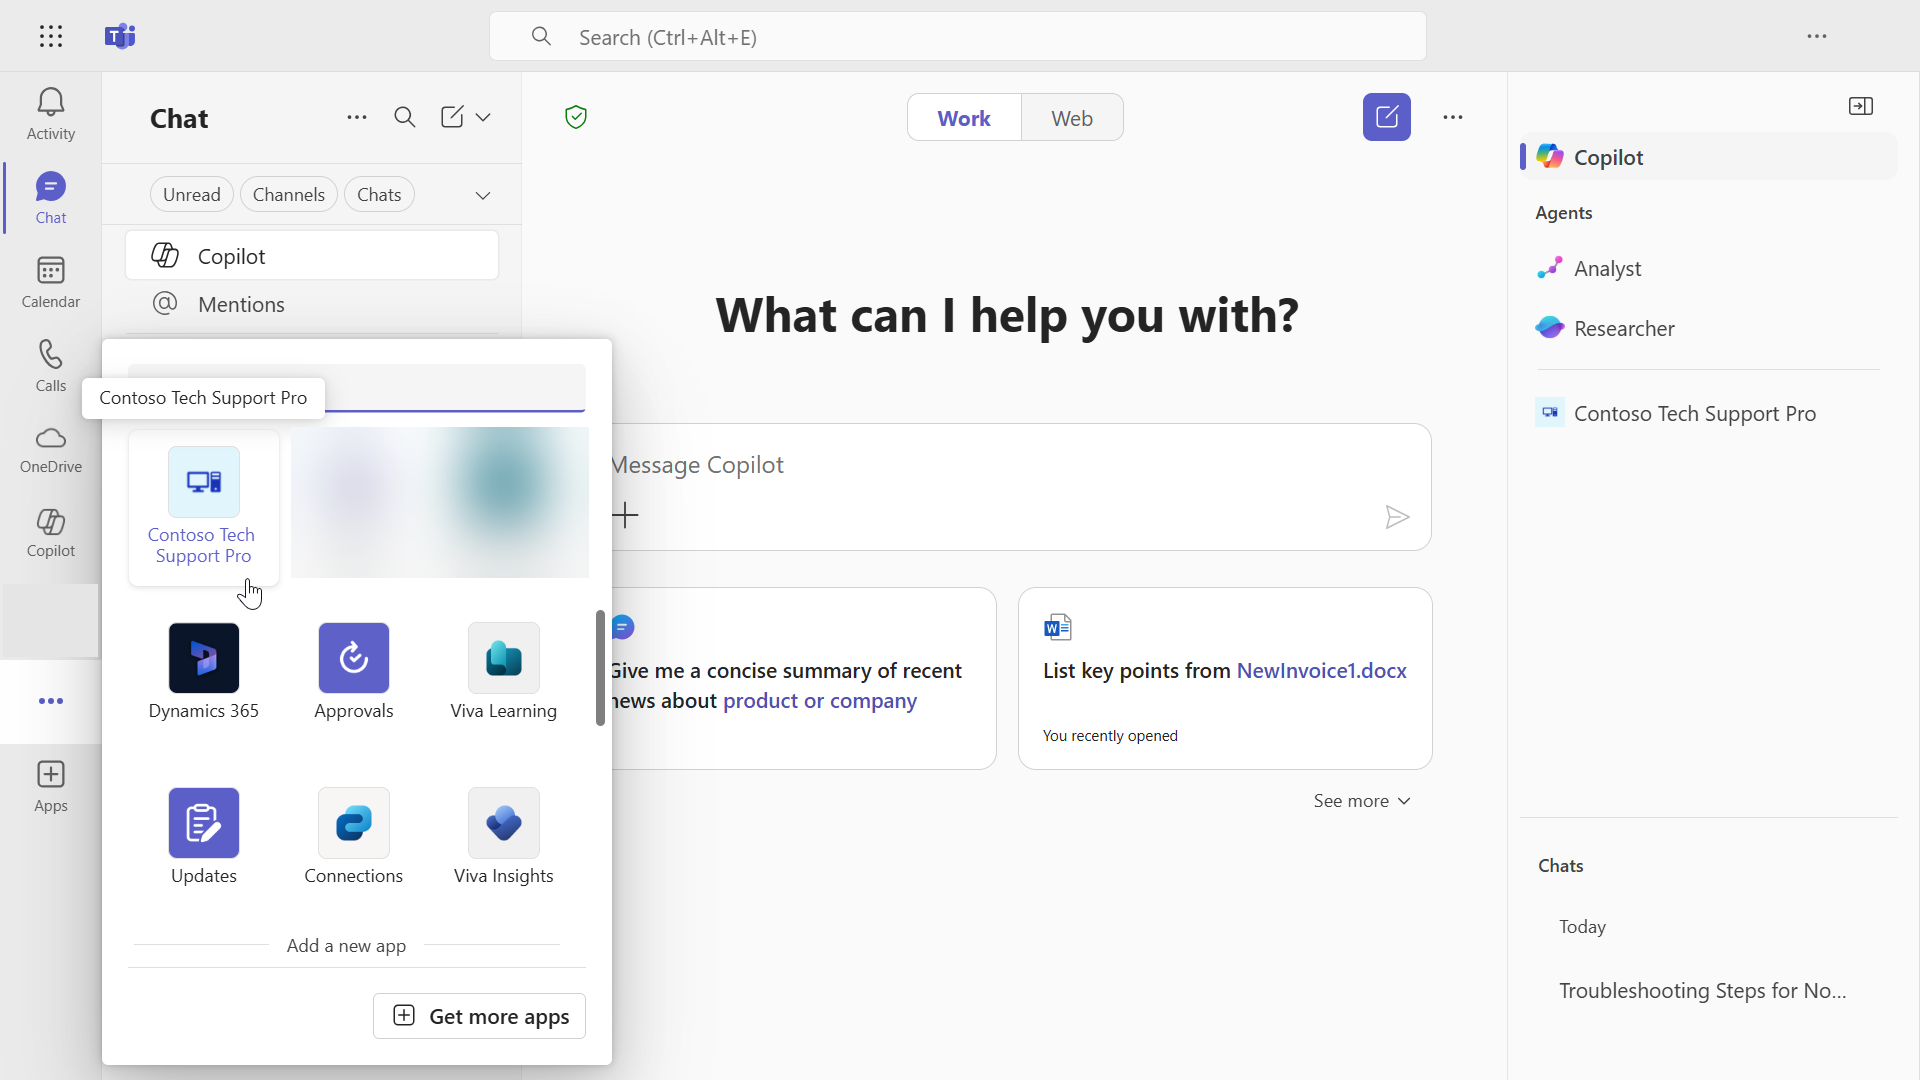 Search (Ctrl+Alt+E)
Activity
Chat
Calendar
Calls
OneDrive
Copilot
Apps
Chat
Unread
Channels
Chats
Copilot
Mentions
Contoso Tech Support Pro
Contoso Tech
Support Pro
Dynamics 365
Approvals
Viva Learning
Updates
Connections
Viva Insights
Add a new app
Get more apps
Work
Web
What can I help you with?
Message Copilot
Give me a concise summary of recent
news about product or company
List key points from NewInvoice1.docx
You recently opened
See more
Copilot
Agents
Analyst
Researcher
Contoso Tech Support Pro
Chats
Today
Troubleshooting Steps for No...